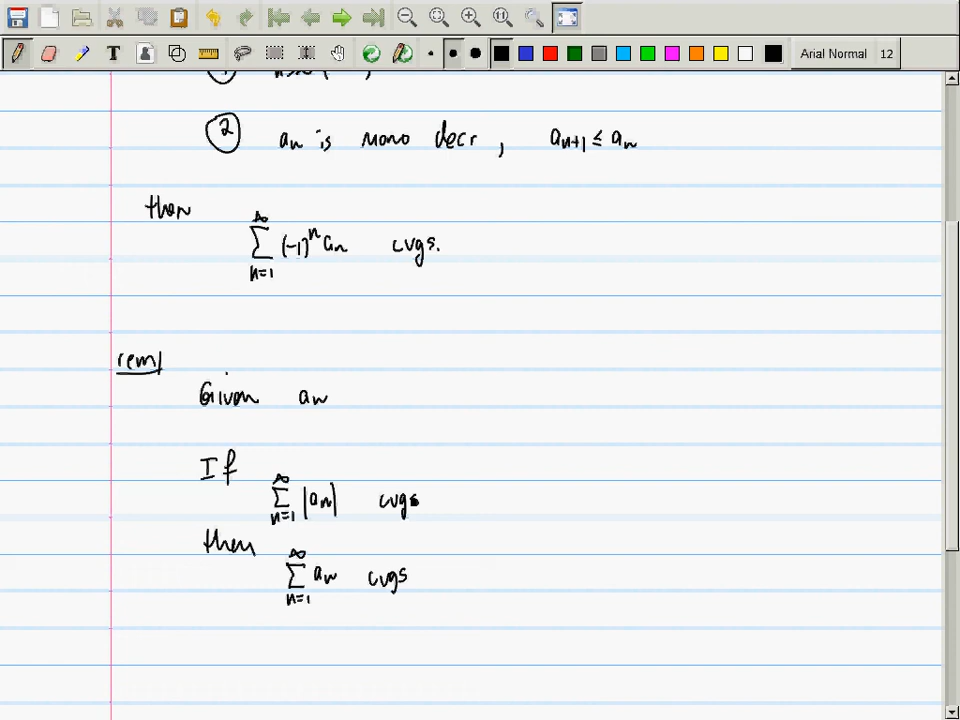 Arial Normal 12
② aₙ is mono decr, aₙ₊₁ ≤ aₙ
then
∑_{n=1}^{∞} (-1)ⁿ aₙ cvgs.
rem/
Given aₙ
If
∑_{n=1}^{∞} |aₙ| cvgs
then
∑_{n=1}^{∞} aₙ cvgs